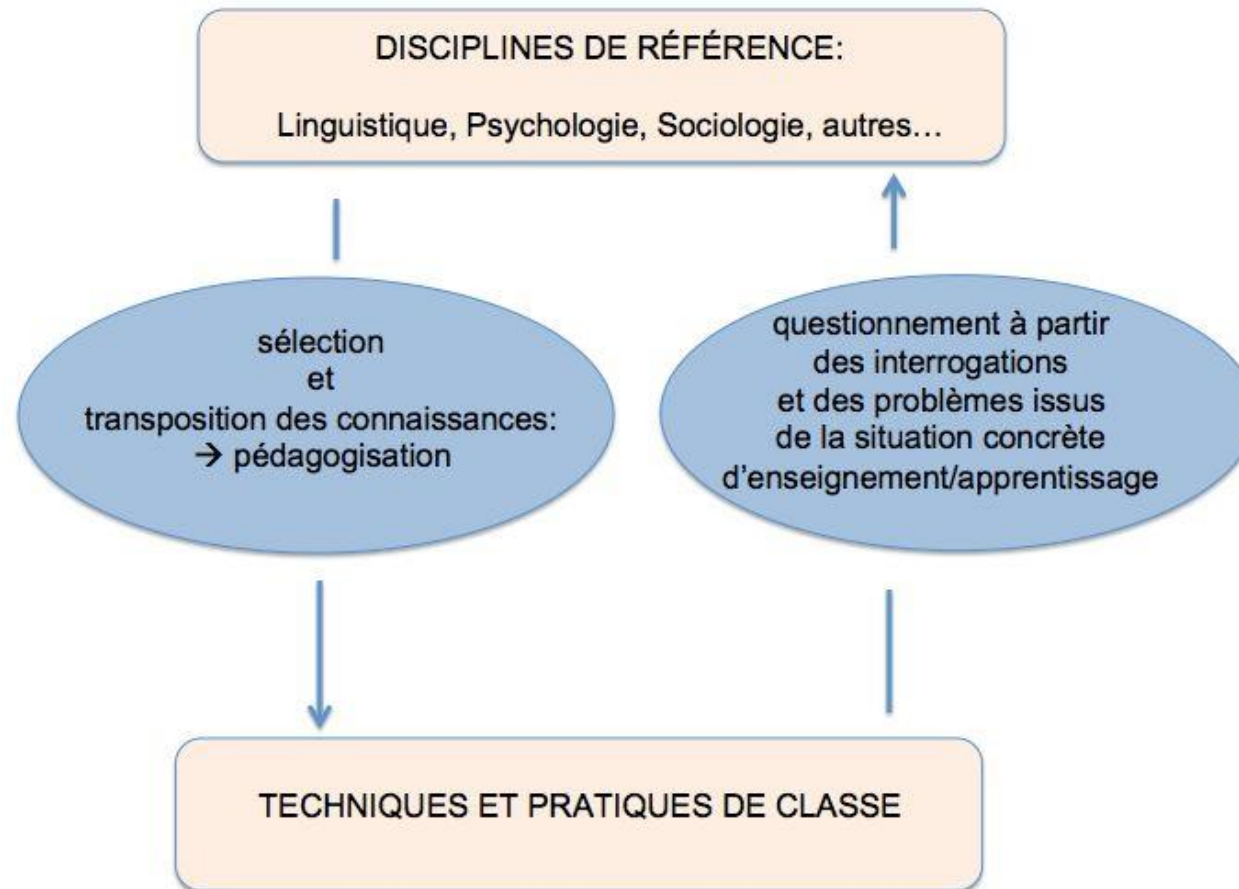 DISCIPLINES DE RÉFÉRENCE:
Linguistique, Psychologie, Sociologie, autres…
sélection
et
transposition des connaissances:
→ pédagogisation
questionnement à partir
des interrogations
et des problèmes issus
de la situation concrète
d'enseignement/apprentissage
TECHNIQUES ET PRATIQUES DE CLASSE